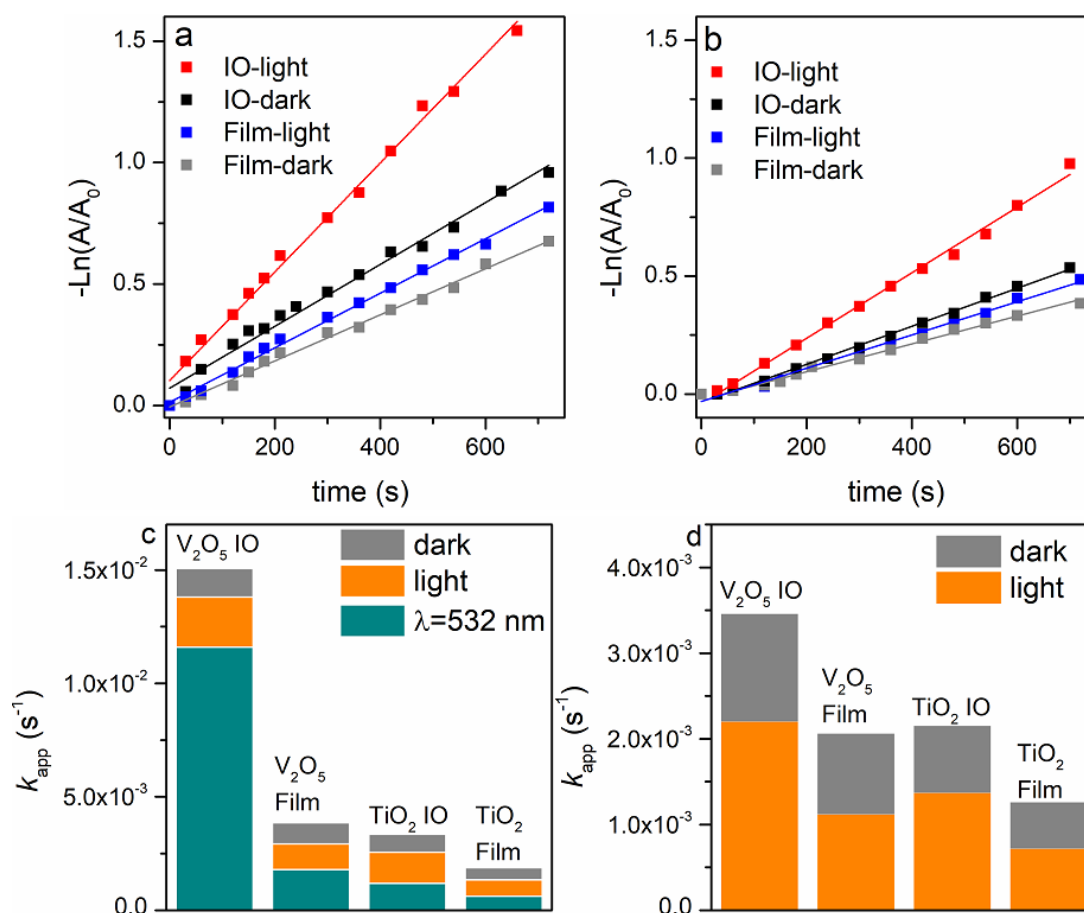 a
IO-light
IO-dark
Film-light
Film-dark
-Ln(A/A₀)
1.5
1.0
0.5
0.0
0
200
400
600
time (s)
b
IO-light
IO-dark
Film-light
Film-dark
-Ln(A/A₀)
1.5
1.0
0.5
0.0
0
200
400
600
time (s)
c
V₂O₅ IO
dark
light
λ=532 nm
V₂O₅
Film
TiO₂ IO
TiO₂
Film
k_app (s⁻¹)
1.5x10⁻²
1.0x10⁻²
5.0x10⁻³
0.0
d
dark
light
V₂O₅ IO
V₂O₅
Film
TiO₂ IO
TiO₂
Film
k_app (s⁻¹)
4.0x10⁻³
3.0x10⁻³
2.0x10⁻³
1.0x10⁻³
0.0